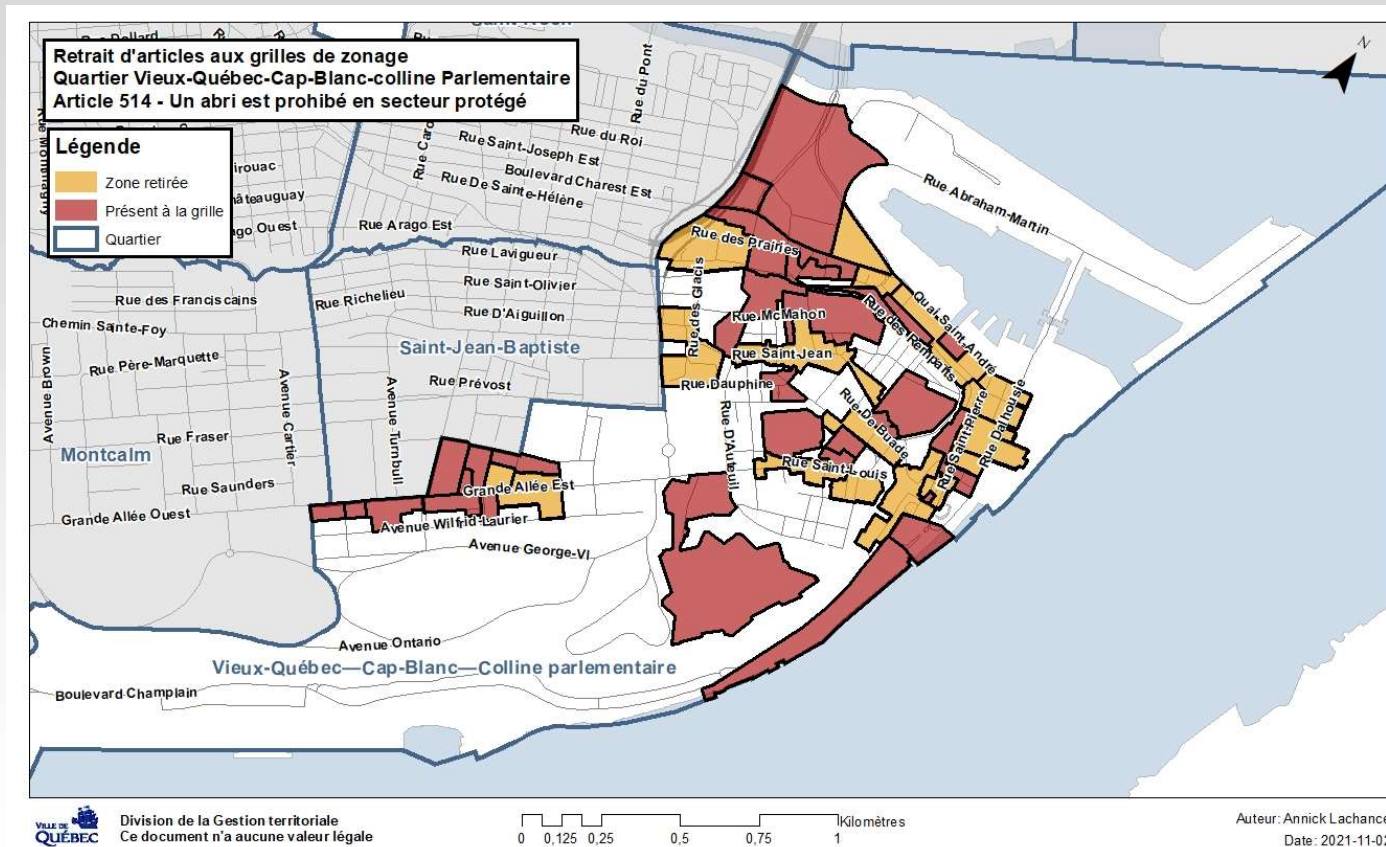 Retrait d'articles aux grilles de zonage
Quartier Vieux-Québec-Cap-Blanc-colline Parlementaire
Article 514 - Un abri est prohibé en secteur protégé
Légende
Zone retirée
Présent à la grille
Quartier
N
Rue du Pont
Rue du Roi
Rue Saint-Joseph Est
Boulevard Charest Est
Rue De Sainte-Hélène
Rue Arago Est
Rue Abraham-Martin
Rue des Prairies
Rue Lavigueur
Rue des Glacis
Rue Saint-Olivier
Rue Richelieu
Rue des Franciscains
Rue D'Aiguillon
Rue McMahon
Rue des Remparts
Quai Saint-André
Chemin Sainte-Foy
Saint-Jean-Baptiste
Rue Saint-Jean
Rue Père-Marquette
Avenue Brown
Avenue Cartier
Avenue Turnbull
Rue Prévost
Rue Dauphine
Rue D'Auteuil
Rue De Buade
Rue Saint-Pierre
Rue Dalhousie
Rue Fraser
Montcalm
Rue Saint-Louis
Rue Saunders
Grande Allée Est
Grande Allée Ouest
Avenue Wilfrid-Laurier
Avenue George-VI
Avenue Ontario
Vieux-Québec—Cap-Blanc—Colline parlementaire
Boulevard Champlain
VILLE DE
QUÉBEC
Division de la Gestion territoriale
Ce document n'a aucune valeur légale
Kilomètres
0 0,125 0,25 0,5 0,75 1
Auteur: Annick Lachance
Date: 2021-11-02